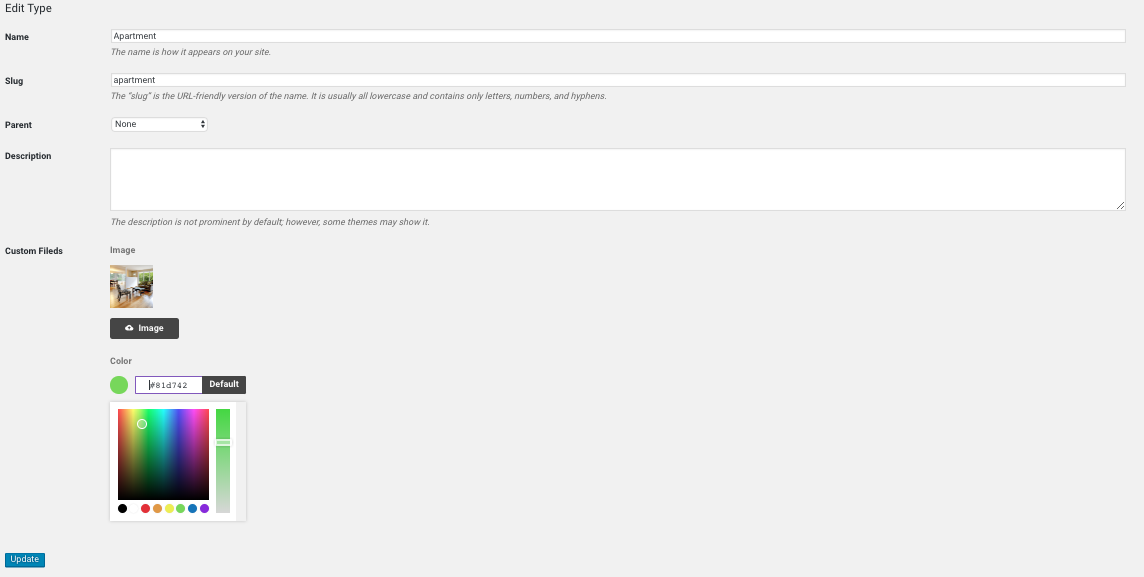 Edit Type
Name
Apartment
The name is how it appears on your site.
Slug
apartment
The “slug” is the URL-friendly version of the name. It is usually all lowercase and contains only letters, numbers, and hyphens.
Parent
None
Description
The description is not prominent by default; however, some themes may show it.
Custom Fileds
Image
Image
Color
#81d742
Default
Update